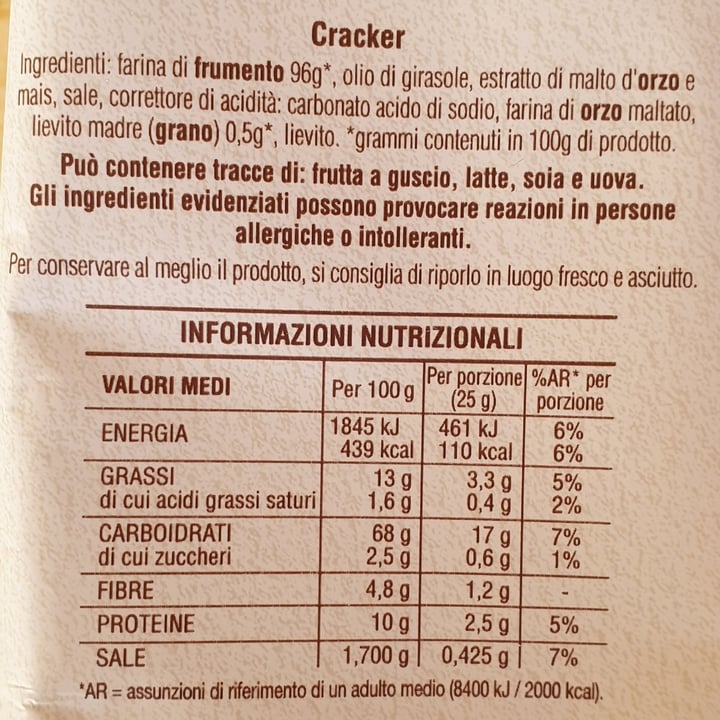 Cracker
Ingredienti: farina di frumento 96g*, olio di girasole, estratto di malto d'orzo e
mais, sale, correttore di acidità: carbonato acido di sodio, farina di orzo maltato,
lievito madre (grano) 0,5g*, lievito. *grammi contenuti in 100g di prodotto.
Può contenere tracce di: frutta a guscio, latte, soia e uova.
Gli ingredienti evidenziati possono provocare reazioni in persone
allergiche o intolleranti.
Per conservare al meglio il prodotto, si consiglia di riporlo in luogo fresco e asciutto.
INFORMAZIONI NUTRIZIONALI
VALORI MEDI Per 100 g Per porzione (25 g) %AR* per porzione
ENERGIA 1845 kJ 461 kJ 6%
439 kcal 110 kcal 6%
GRASSI 13 g 3,3 g 5%
di cui acidi grassi saturi 1,6 g 0,4 g 2%
CARBOIDRATI 68 g 17 g 7%
di cui zuccheri 2,5 g 0,6 g 1%
FIBRE 4,8 g 1,2 g -
PROTEINE 10 g 2,5 g 5%
SALE 1,700 g 0,425 g 7%
*AR = assunzioni di riferimento di un adulto medio (8400 kJ / 2000 kcal).